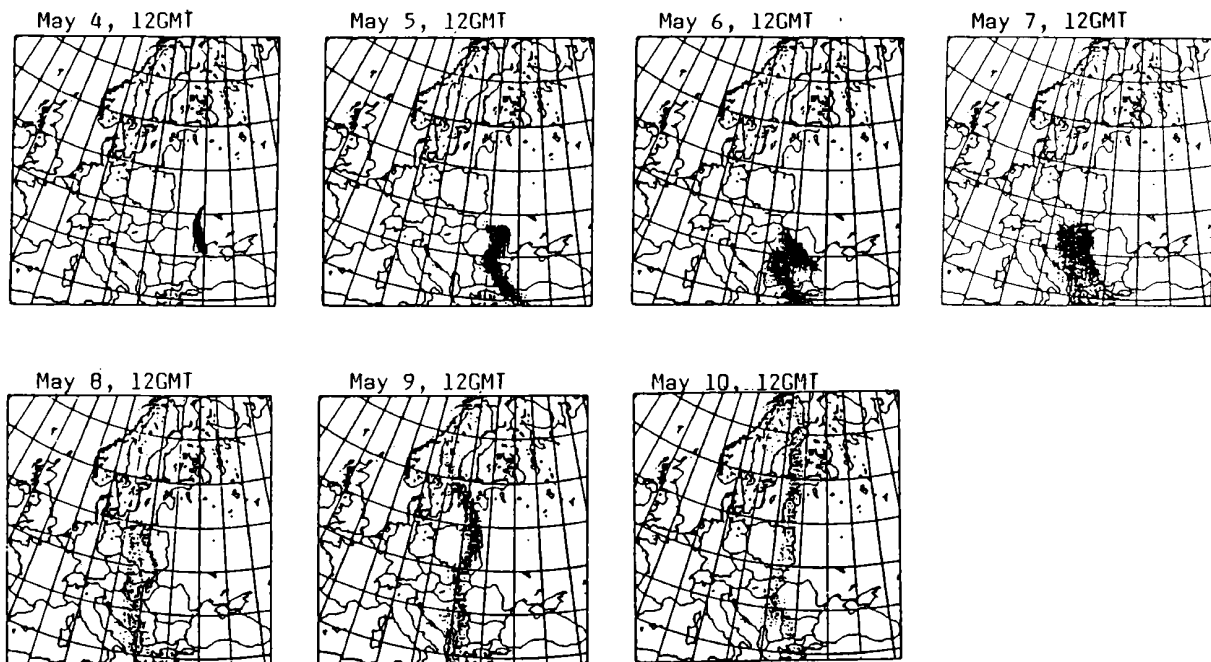 May 4, 12GMT
May 5, 12GMT
May 6, 12GMT
May 7, 12GMT
May 8, 12GMT
May 9, 12GMT
May 10, 12GMT